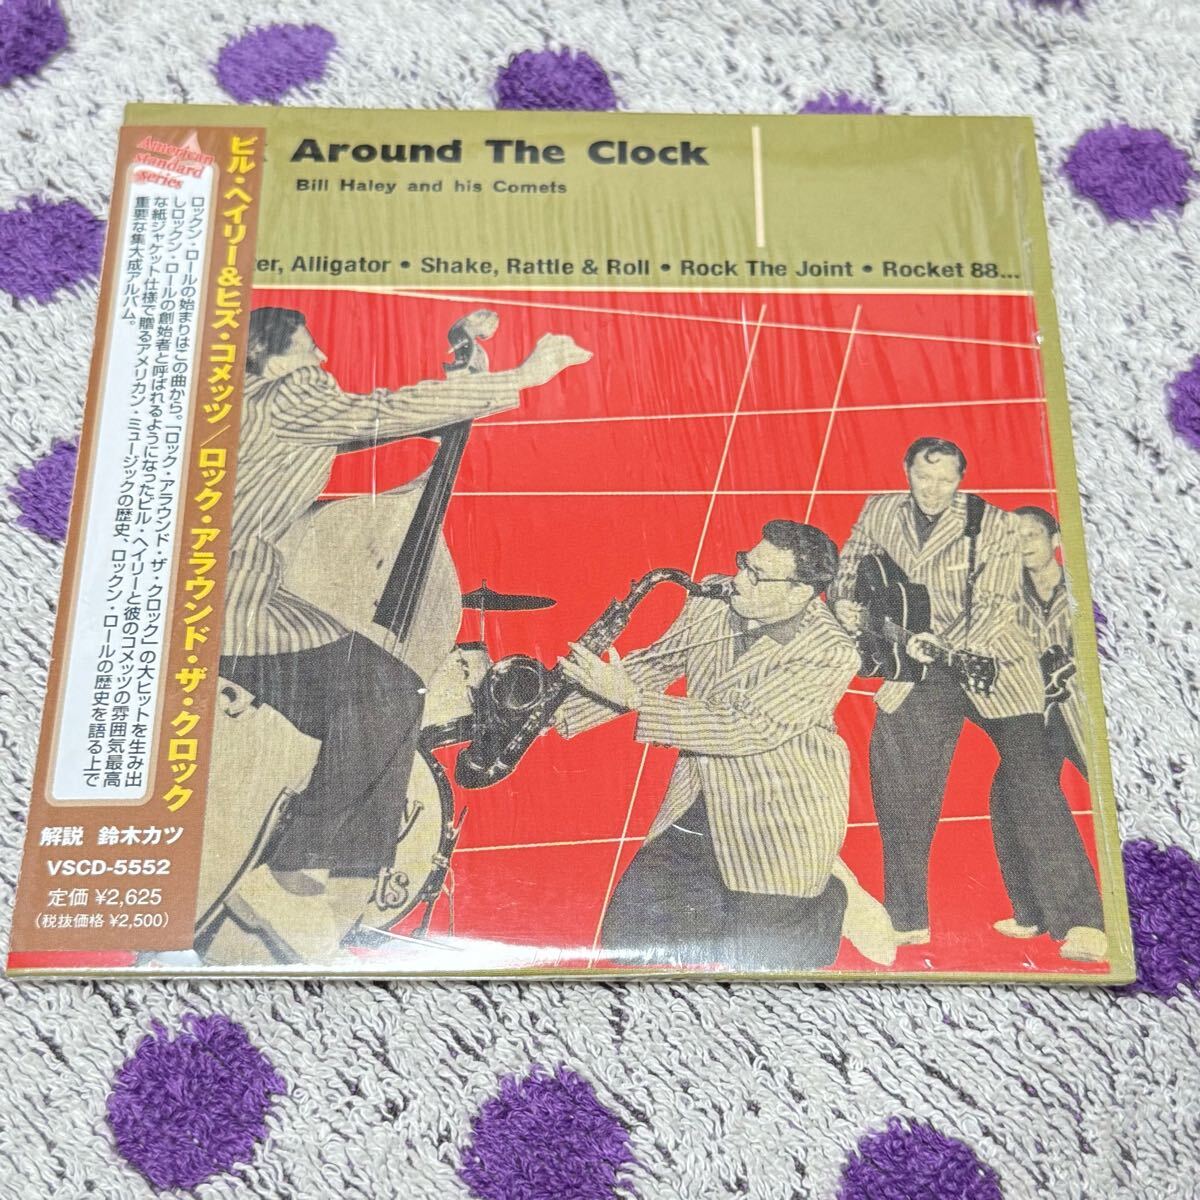 American
standard
series
ビル・ヘイリー&ヒズ・コメッツ/ロック・アラウンド・ザ・クロック
ロックン・ロールの始まりはこの曲から。「ロック・アラウンド・ザ・クロック」の大ヒットを生み出
しロックン・ロールの創始者と呼ばれるようになったビル・ヘイリーと彼のコメッツの雰囲気最高
な紙ジャケット仕様で贈るアメリカン・ミュージックの歴史、ロックン・ロールの歴史を語る上で
重要な集大成アルバム。
解説 鈴木カツ
VSCD-5552
定価 ¥2,625
(税抜価格 ¥2,500)
Around The Clock
Bill Haley and his Comets
Alligator • Shake, Rattle & Roll • Rock The Joint • Rocket 88...